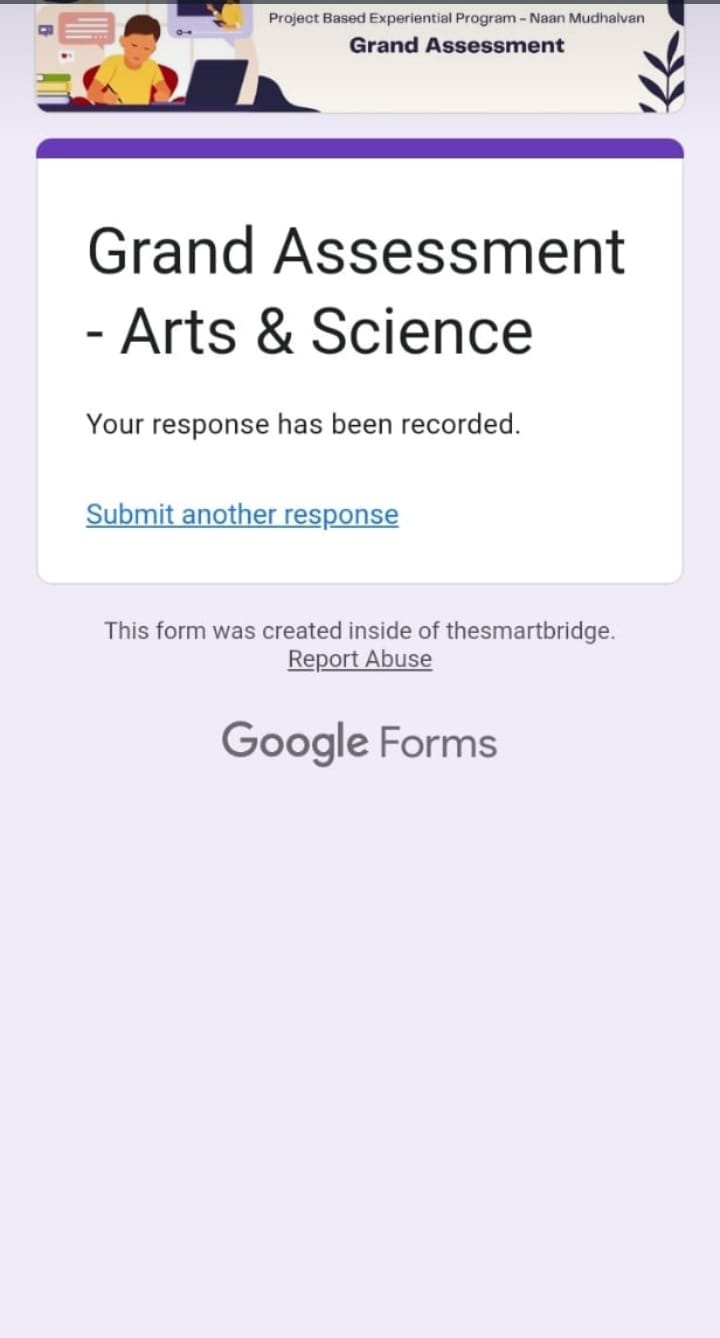 Project Based Experiential Program - Naan Mudhalvan
Grand Assessment
Grand Assessment
- Arts & Science
Your response has been recorded.
Submit another response
This form was created inside of thesmartbridge.
Report Abuse
Google Forms